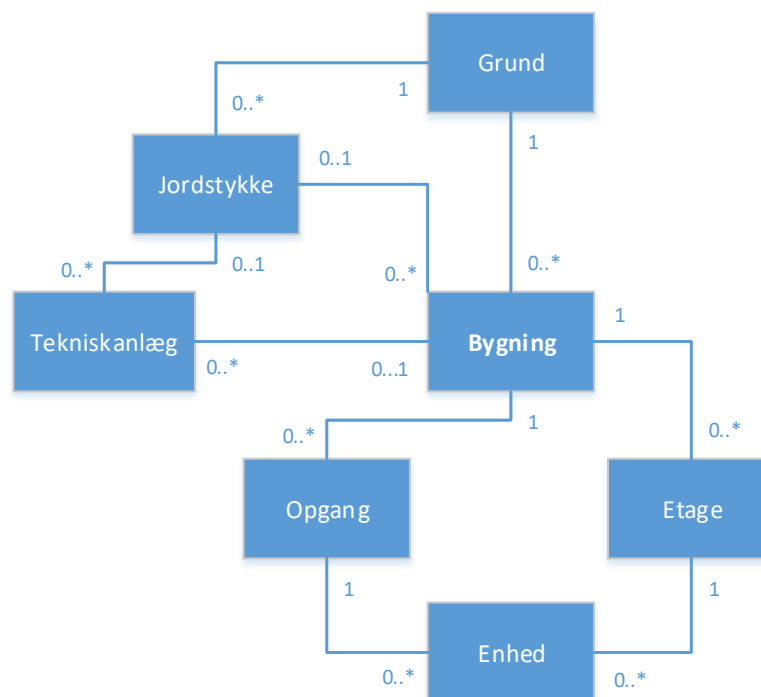 Grund
0..*
1
Jordstykke
0..1
1
0..*
0..1
0..*
0..*
Tekniskanlæg
Bygning
1
0..*
0...1
0..*
1
0..*
Opgang
Etage
1
1
Enhed
0..*
0..*